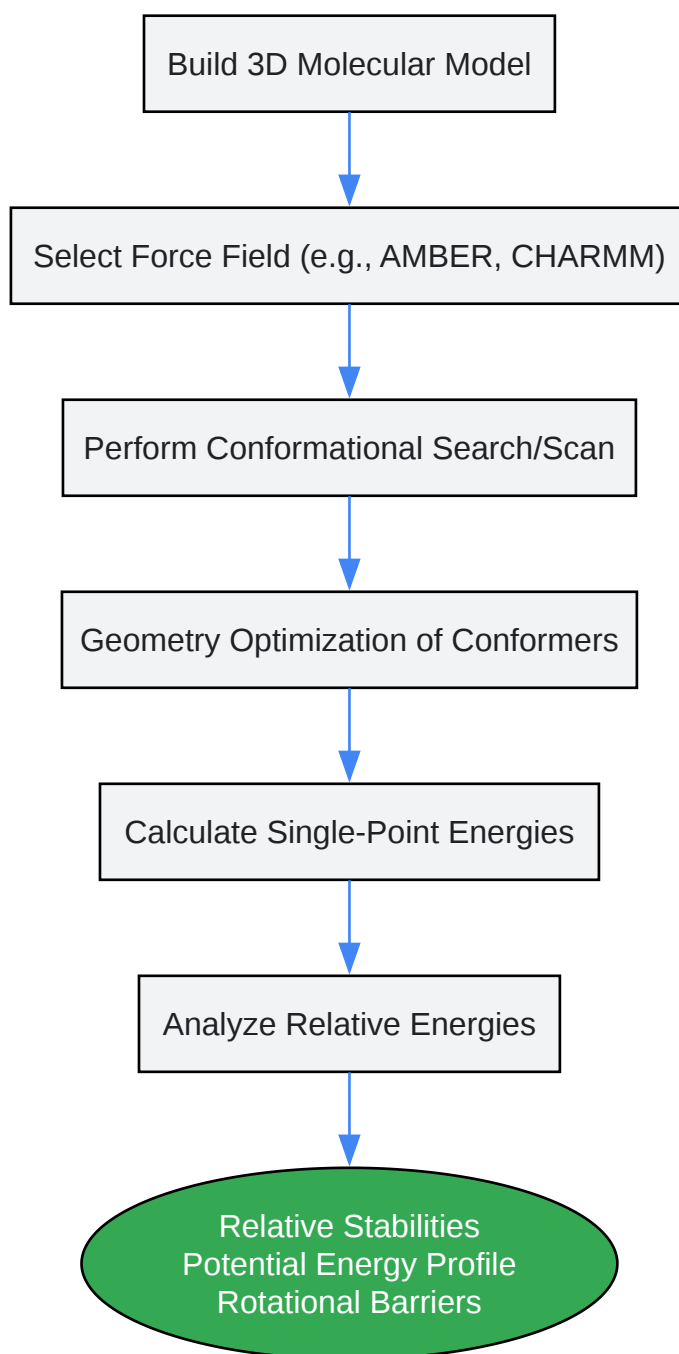 Build 3D Molecular Model
Select Force Field (e.g., AMBER, CHARMM)
Perform Conformational Search/Scan
Geometry Optimization of Conformers
Calculate Single-Point Energies
Analyze Relative Energies
Relative Stabilities
Potential Energy Profile
Rotational Barriers